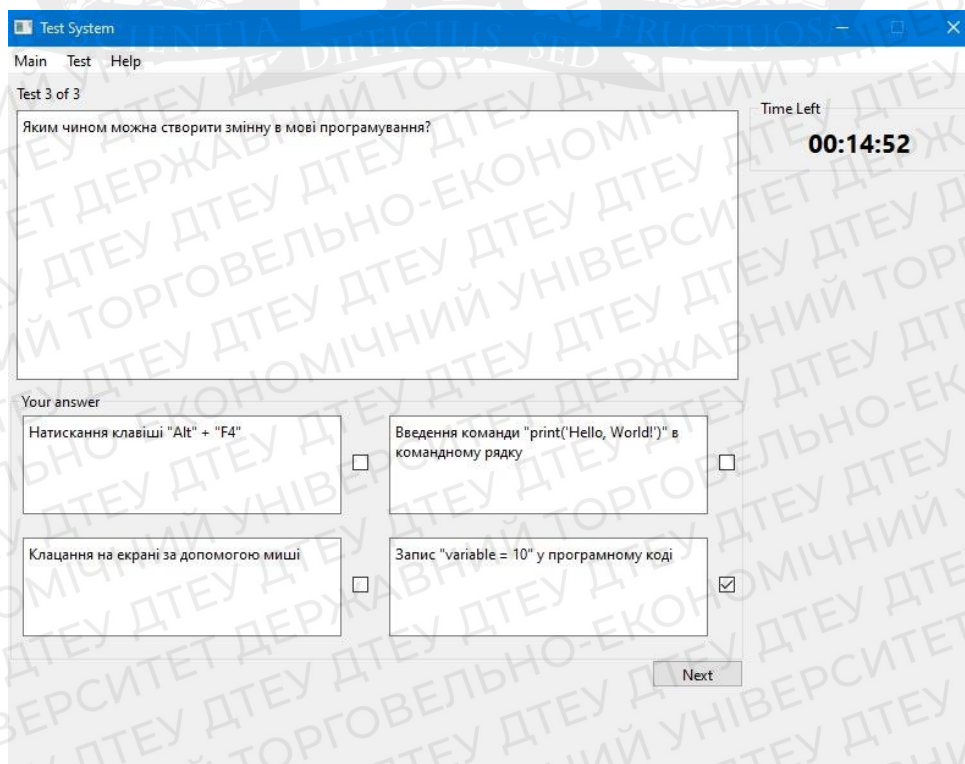 Test System
Main Test Help
Test 3 of 3
Яким чином можна створити змінну в мові програмування?
Time Left
00:14:52
Your answer
Натискання клавіші "Alt" + "F4"
Введення команди "print('Hello, World!')" в
командному рядку
Клацання на екрані за допомогою миші
Запис "variable = 10" у програмному коді
Next